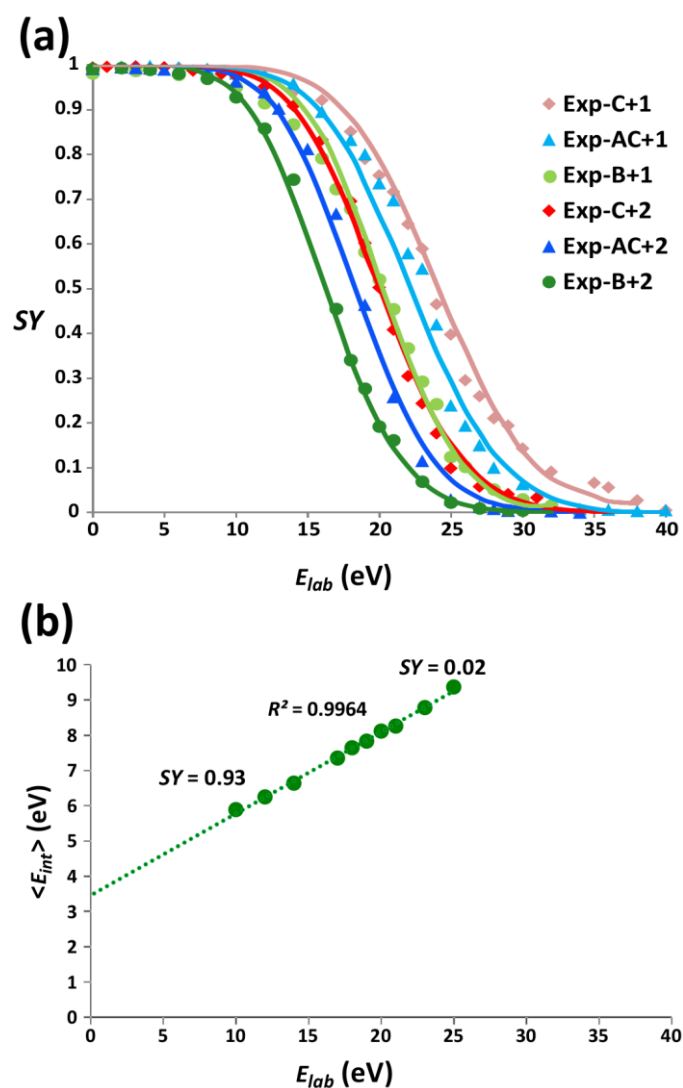 (a)
1
0.9
0.8
0.7
0.6
0.5
0.4
0.3
0.2
0.1
0
SY
0 5 10 15 20 25 30 35 40
E_lab (eV)
Exp-C+1
Exp-AC+1
Exp-B+1
Exp-C+2
Exp-AC+2
Exp-B+2
(b)
10
9
8
7
6
5
4
3
2
1
0
<E_int> (eV)
SY = 0.02
R² = 0.9964
SY = 0.93
0 5 10 15 20 25 30 35 40
E_lab (eV)